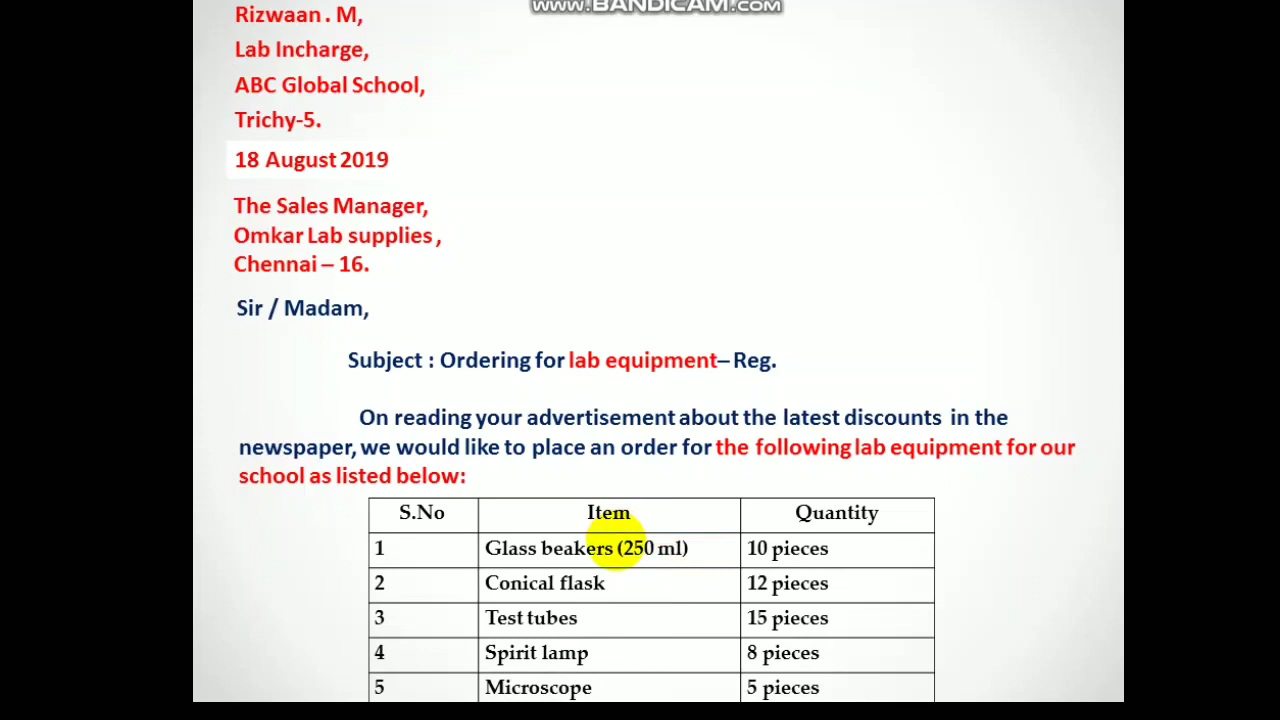 www.BANDICAM.com
Rizwaan . M,
Lab Incharge,
ABC Global School,
Trichy-5.
18 August 2019
The Sales Manager,
Omkar Lab supplies ,
Chennai – 16.
Sir / Madam,
Subject : Ordering for lab equipment– Reg.
On reading your advertisement about the latest discounts in the
newspaper, we would like to place an order for the following lab equipment for our
school as listed below:
S.No Item Quantity
1 Glass beakers (250 ml) 10 pieces
2 Conical flask 12 pieces
3 Test tubes 15 pieces
4 Spirit lamp 8 pieces
5 Microscope 5 pieces